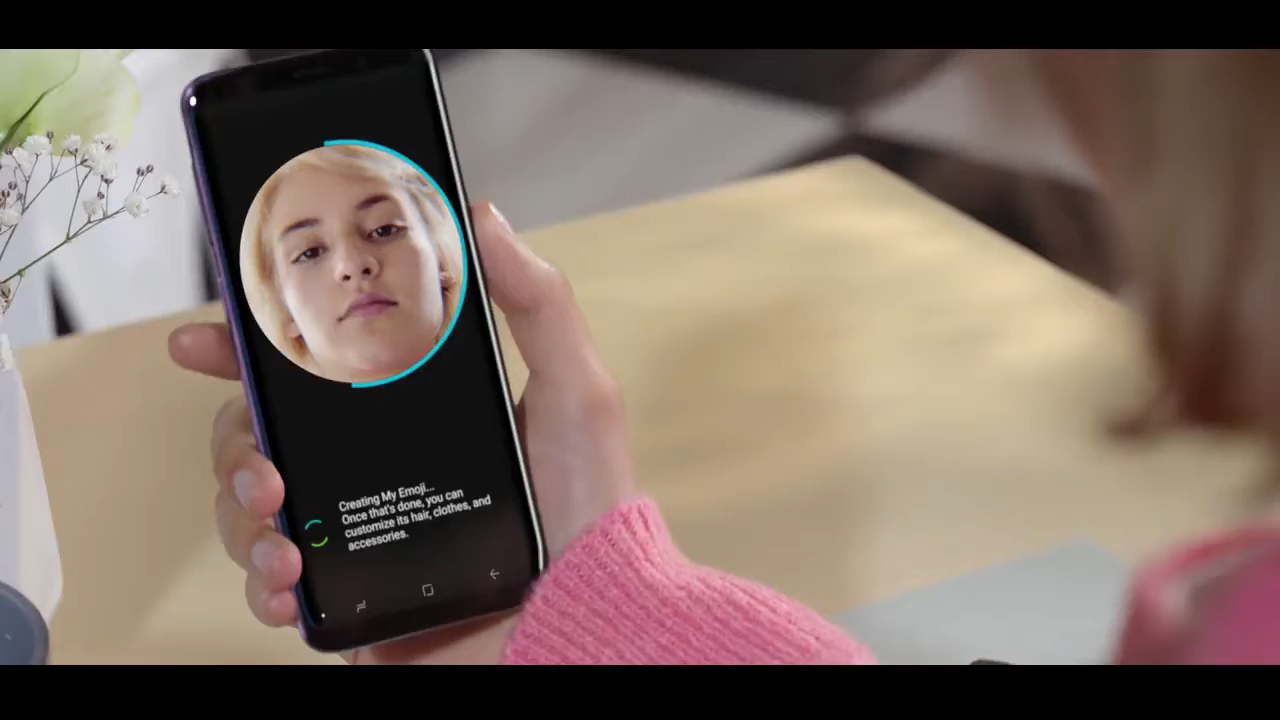 Creating My Emoji...
Once that's done, you can
customize its hair, clothes, and
accessories.